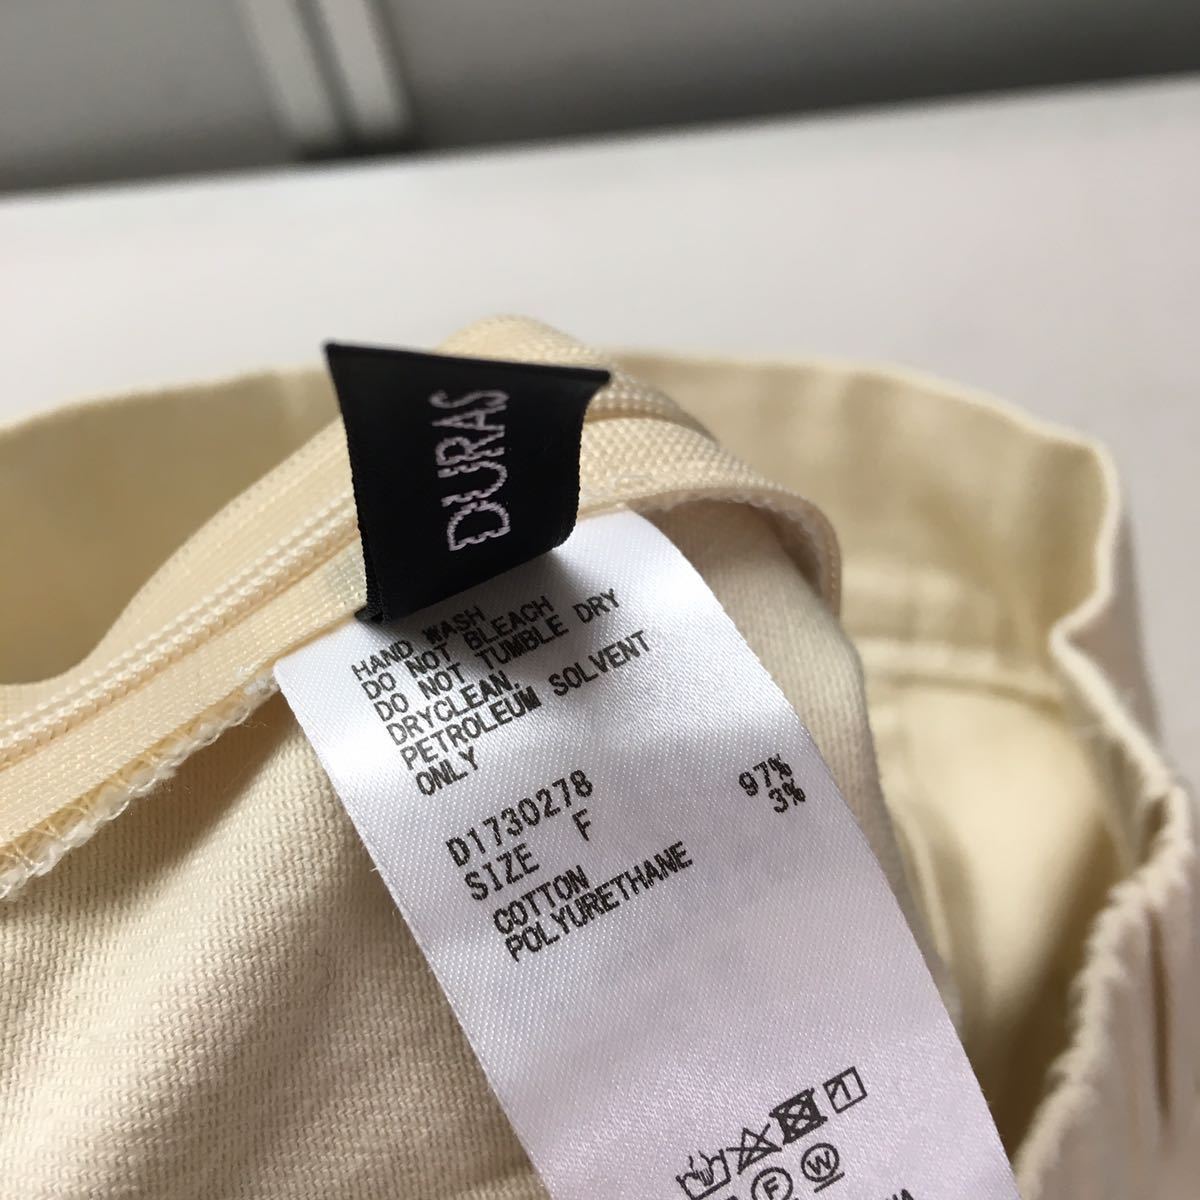 DURAS
HAND WASH
DO NOT BLEACH
DO NOT TUMBLE DRY
DRYCLEAN,
PETROLEUM SOLVENT
ONLY
D1730278
SIZE F
COTTON 97%
POLYURETHANE 3%
F W